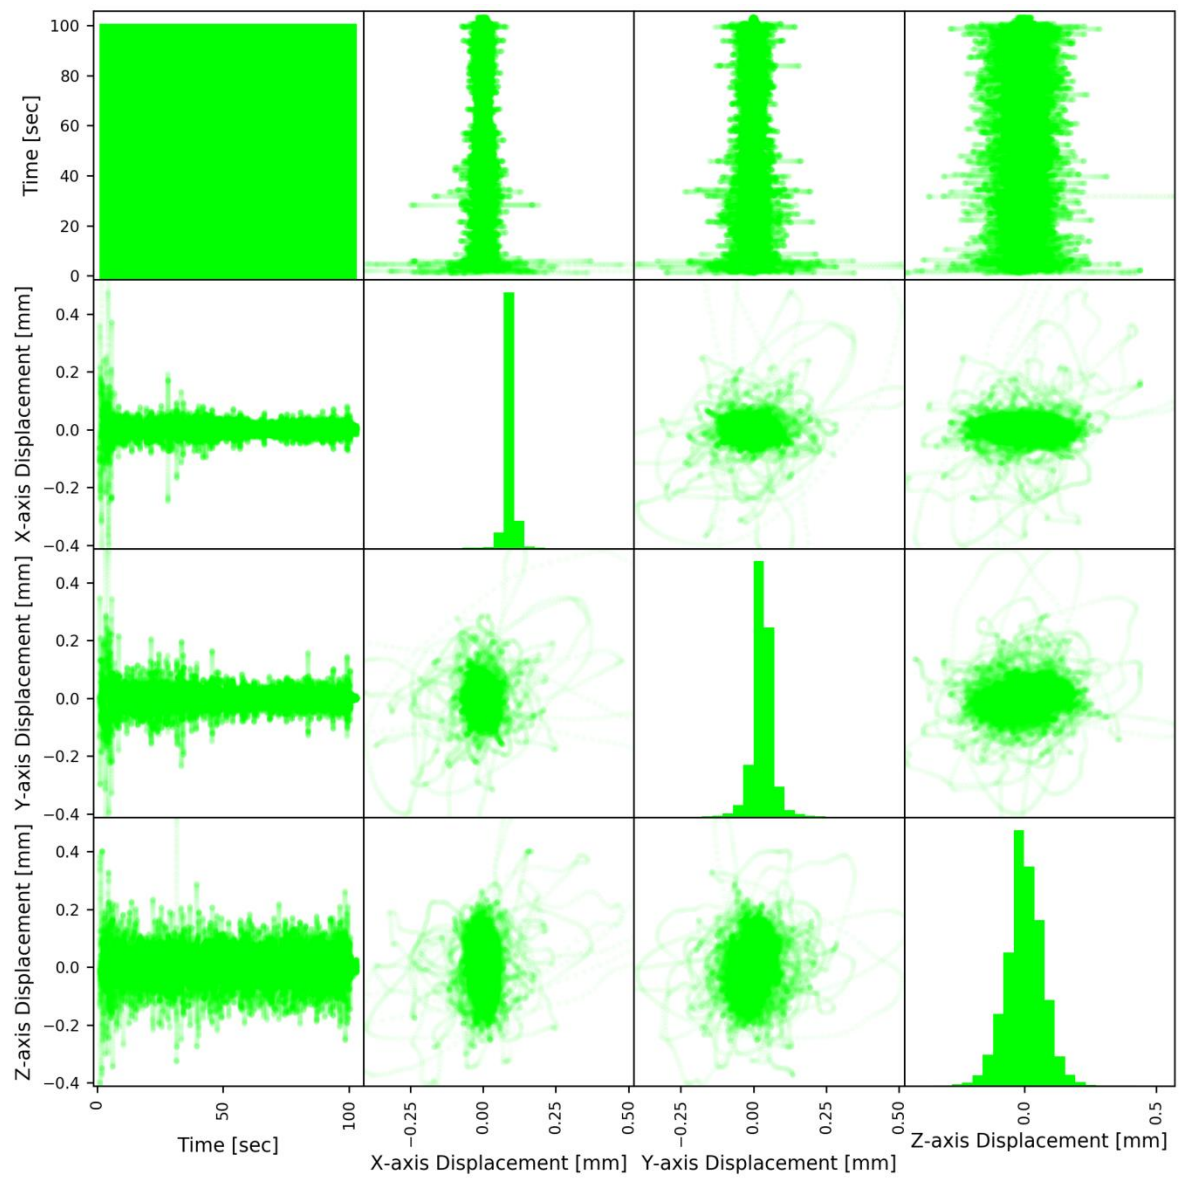 100
80
60
40
20
0
Time [sec]
0.4
0.2
0.0
−0.2
−0.4
X-axis Displacement [mm]
0.4
0.2
0.0
−0.2
−0.4
Y-axis Displacement [mm]
0.4
0.2
0.0
−0.2
−0.4
Z-axis Displacement [mm]
0 50 100
−0.25 0.00 0.25 0.50
−0.25 0.00 0.25 0.50
0.0 0.5
Time [sec]
X-axis Displacement [mm]
Y-axis Displacement [mm]
Z-axis Displacement [mm]